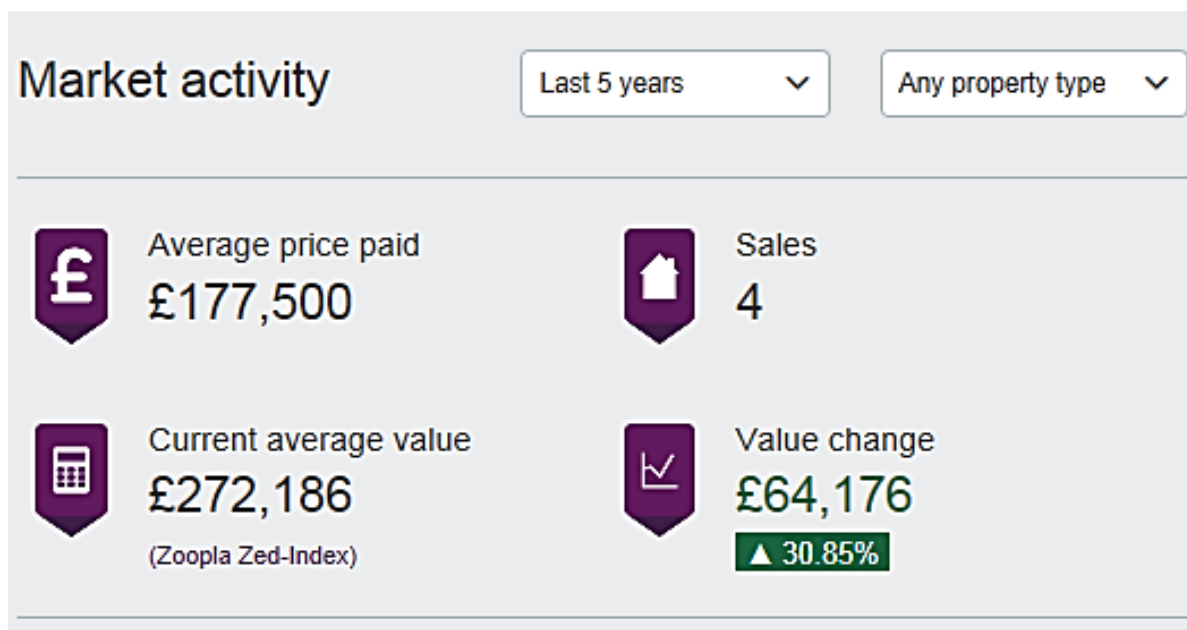 Market activity
Last 5 years
Any property type
£
Average price paid
£177,500
Sales
4
Current average value
£272,186
(Zoopla Zed-Index)
Value change
£64,176
▲ 30.85%